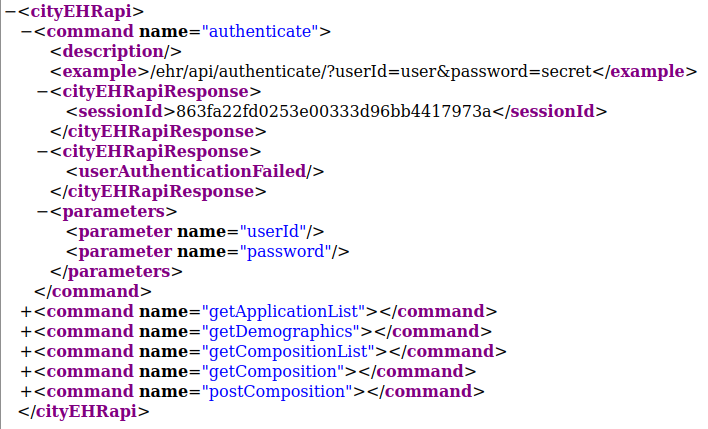 −<cityEHRapi>
−<command name="authenticate">
<description/>
<example>/ehr/api/authenticate/?userId=user&password=secret</example>
−<cityEHRapiResponse>
<sessionId>863fa22fd0253e00333d96bb4417973a</sessionId>
</cityEHRapiResponse>
−<cityEHRapiResponse>
<userAuthenticationFailed/>
</cityEHRapiResponse>
−<parameters>
<parameter name="userId"/>
<parameter name="password"/>
</parameters>
</command>
+<command name="getApplicationList"></command>
+<command name="getDemographics"></command>
+<command name="getCompositionList"></command>
+<command name="getComposition"></command>
+<command name="postComposition"></command>
</cityEHRapi>